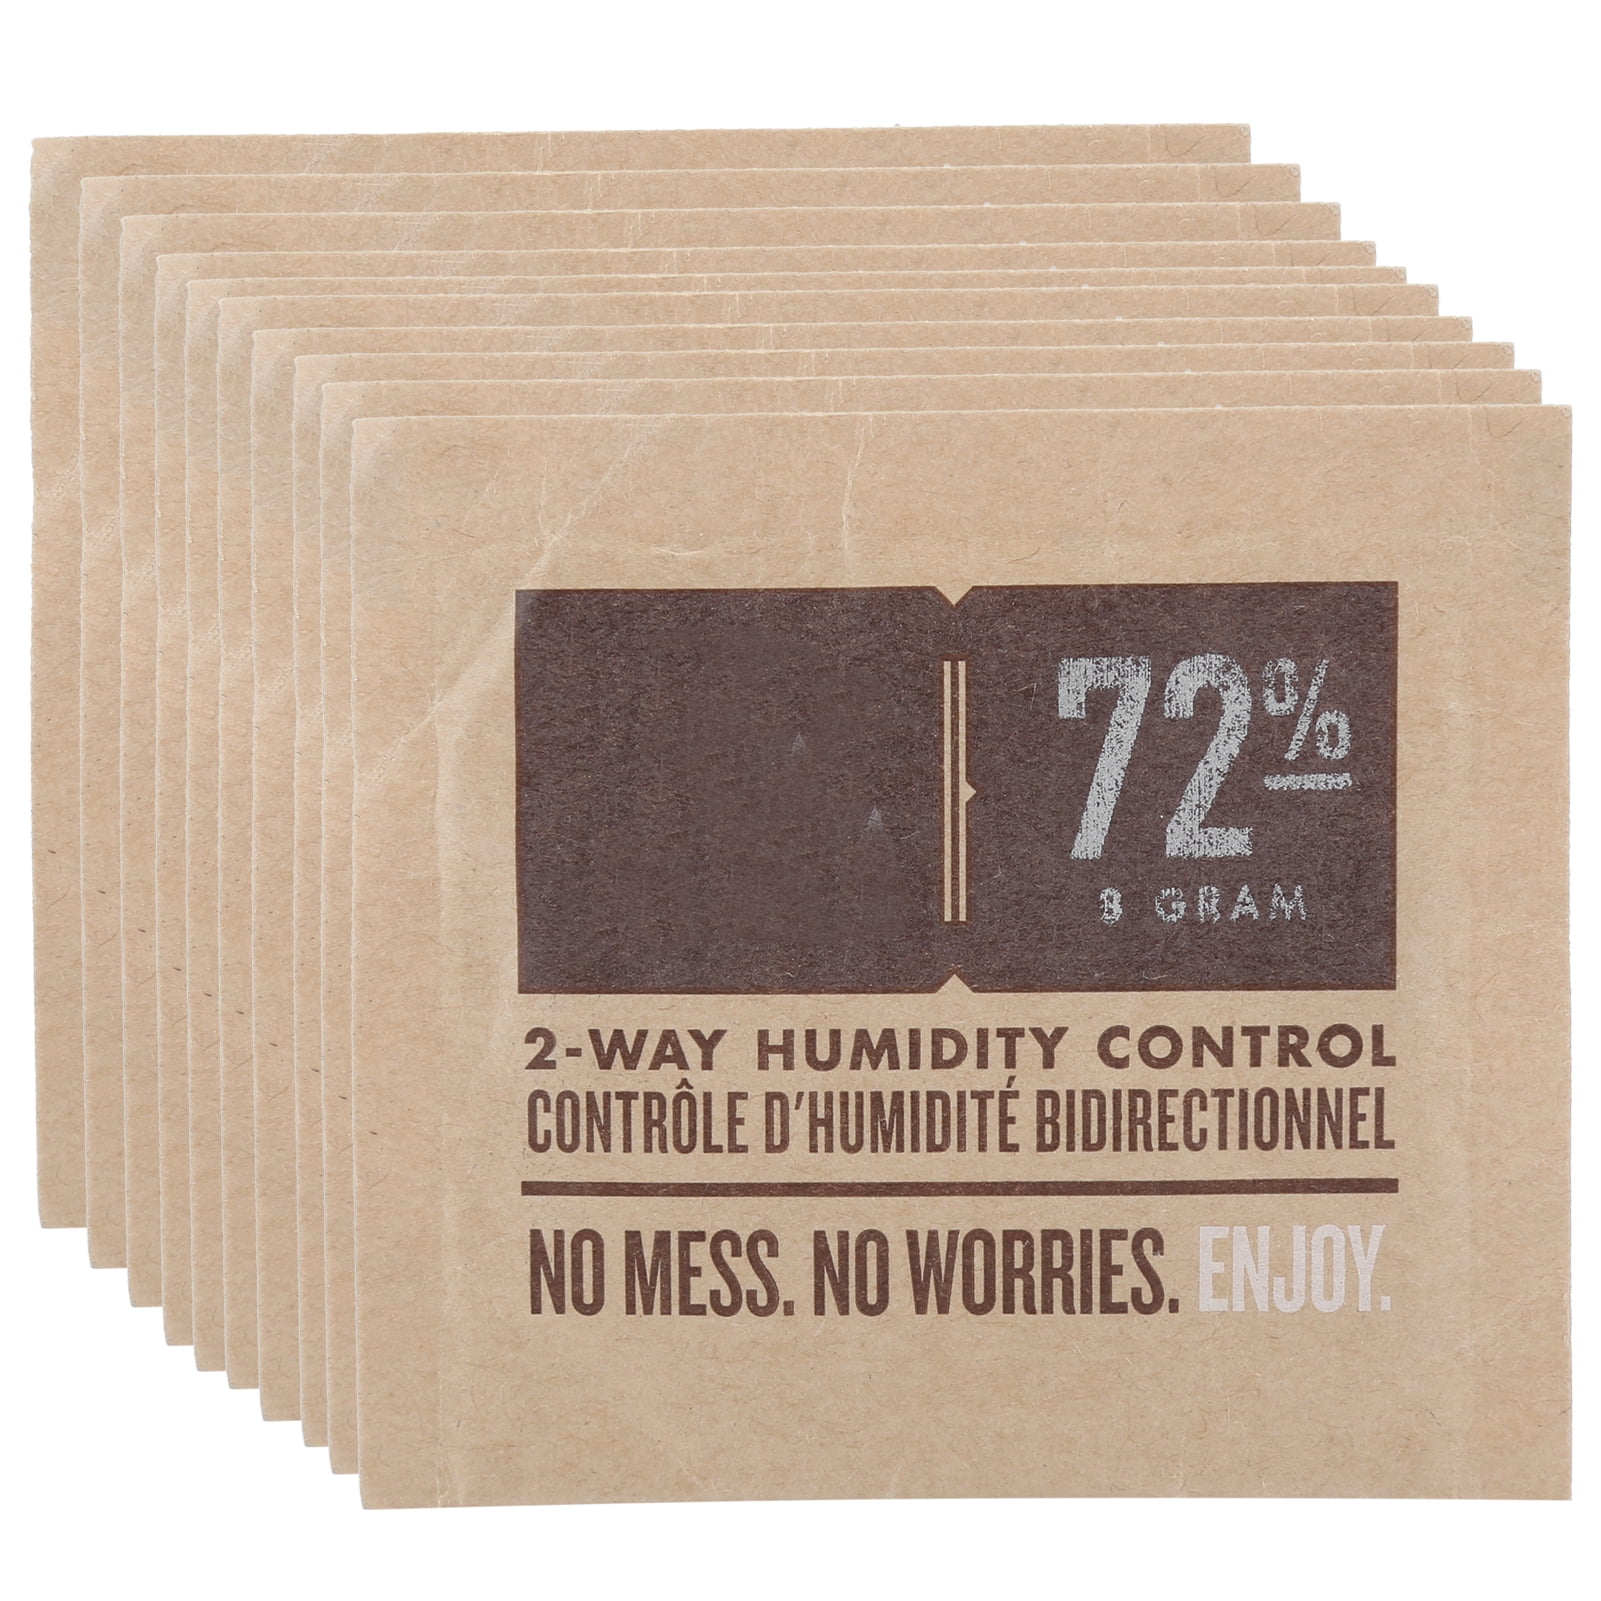 72%
8 GRAM
2-WAY HUMIDITY CONTROL
CONTRÔLE D'HUMIDITÉ BIDIRECTIONNEL
NO MESS. NO WORRIES. ENJOY.